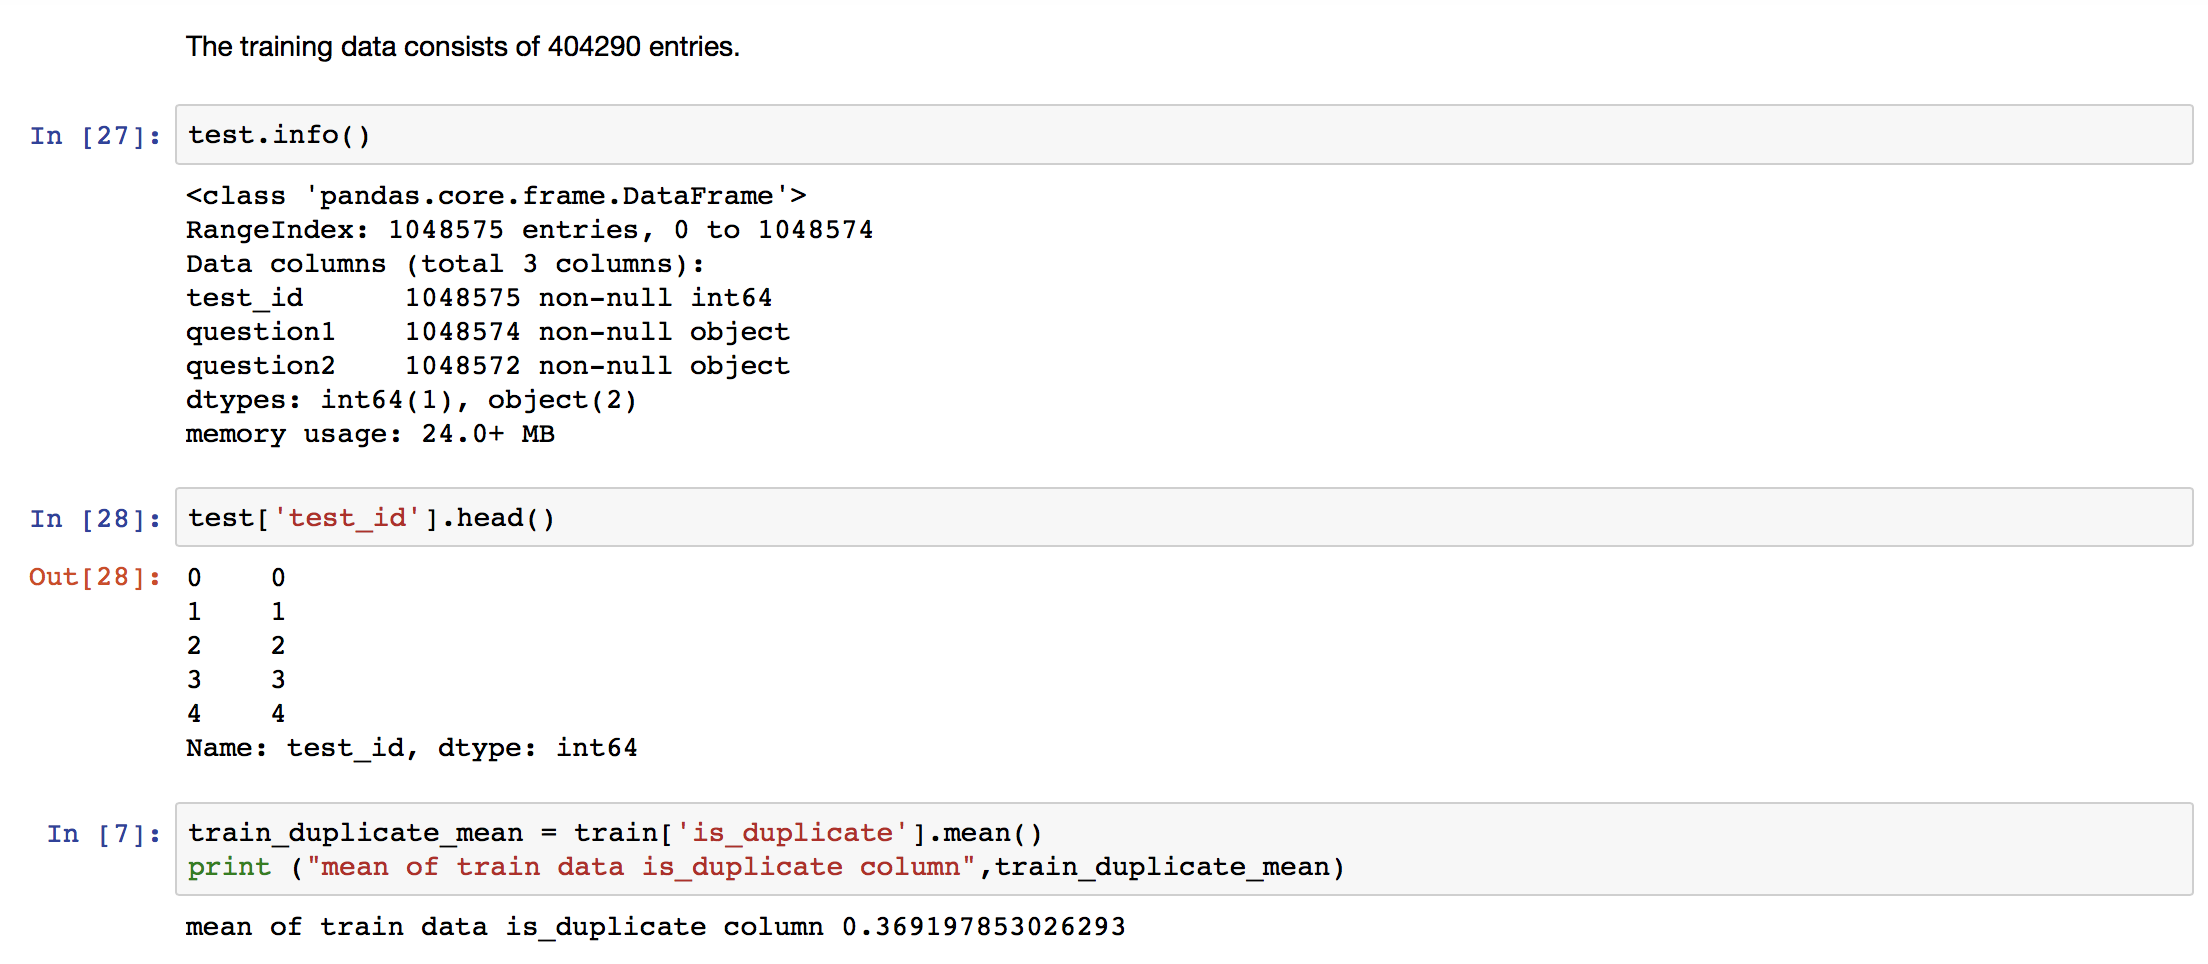 The training data consists of 404290 entries.
In [27]: test.info()
<class 'pandas.core.frame.DataFrame'>
RangeIndex: 1048575 entries, 0 to 1048574
Data columns (total 3 columns):
test_id      1048575 non-null int64
question1    1048574 non-null object
question2    1048572 non-null object
dtypes: int64(1), object(2)
memory usage: 24.0+ MB
In [28]: test['test_id'].head()
Out[28]: 0    0
1    1
2    2
3    3
4    4
Name: test_id, dtype: int64
In [7]: train_duplicate_mean = train['is_duplicate'].mean()
print ("mean of train data is_duplicate column",train_duplicate_mean)
mean of train data is_duplicate column 0.369197853026293